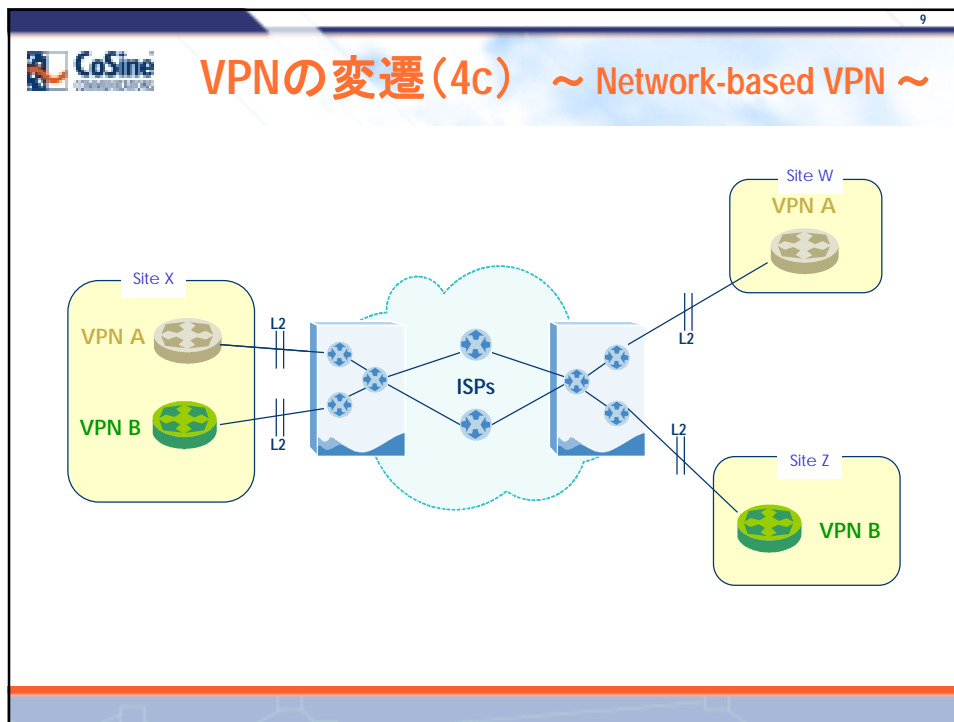 9
CoSine
COMMUNICATIONS
VPNの変遷(4c) ～ Network-based VPN ～
Site W
VPN A
Site X
VPN A
L2
L2
ISPs
VPN B
L2
L2
Site Z
VPN B